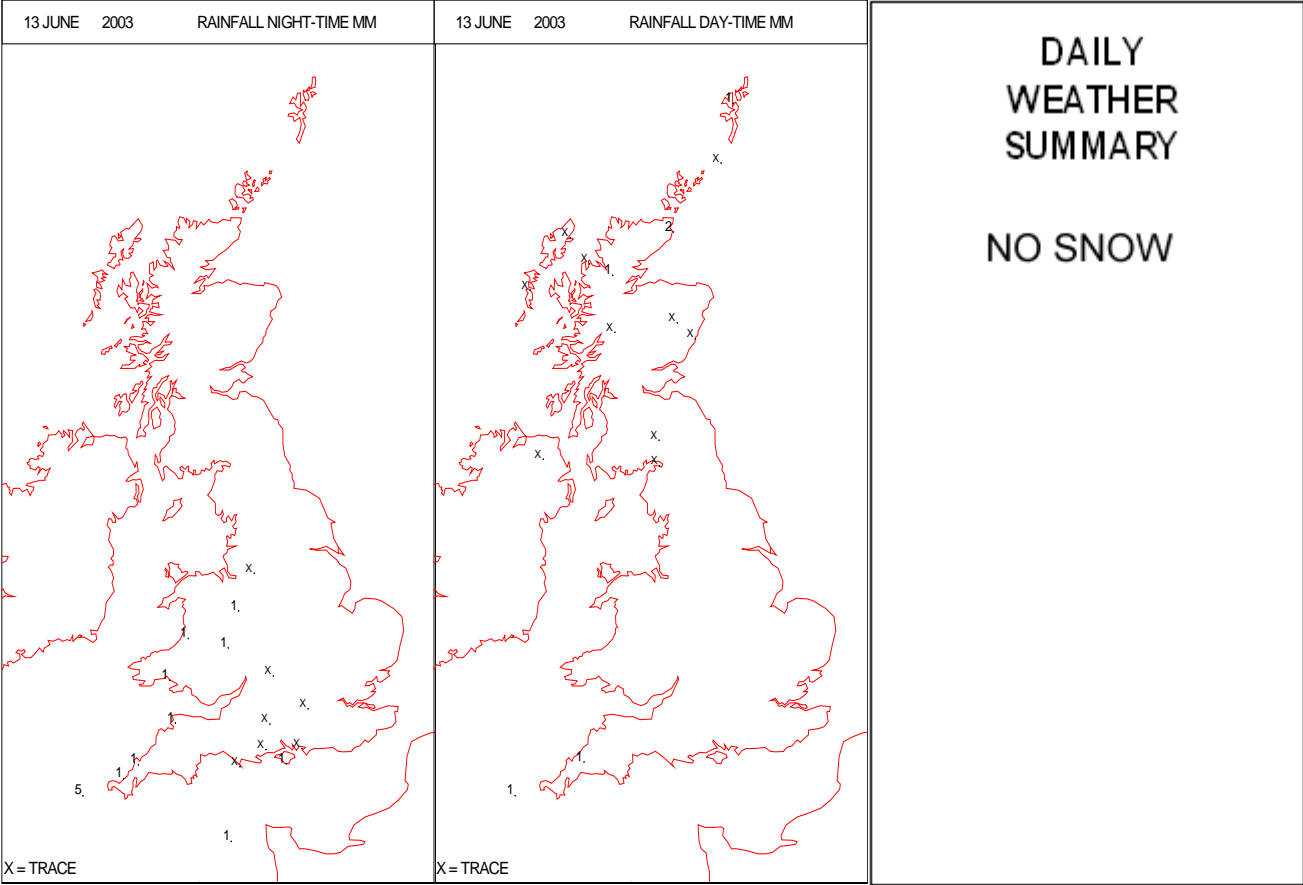 13 JUNE 2003 RAINFALL NIGHT-TIME MM
X.
1.
1.
1.
1.
X.
X.
1.
X.
X.
X.
1.
X.
1.
1.
5.
1.
X = TRACE
13 JUNE 2003 RAINFALL DAY-TIME MM
1.
X.
2.
X.
X.
1.
X.
X.
X.
X.
X.
X.
X.
1.
1.
X = TRACE
DAILY
WEATHER
SUMMARY
NO SNOW